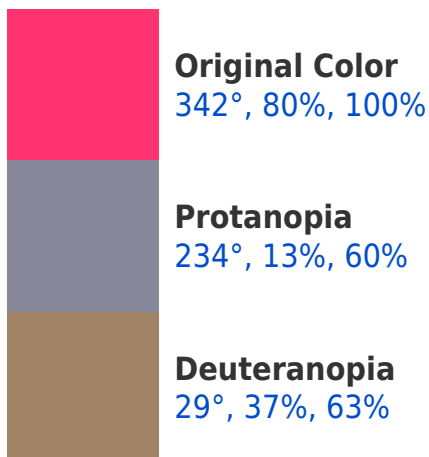 Original Color
342°, 80%, 100%
Protanopia
234°, 13%, 60%
Deuteranopia
29°, 37%, 63%